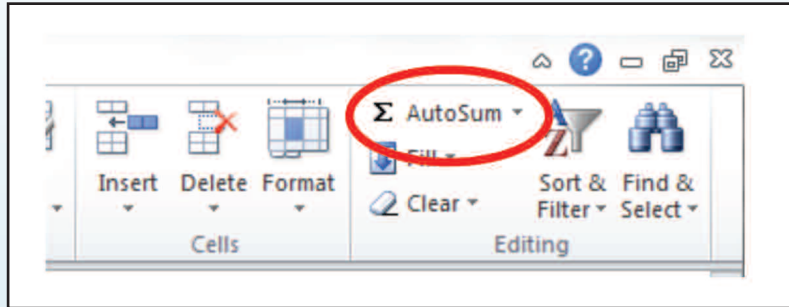 ?
Σ AutoSum
Fill
Insert Delete Format
Clear
Sort & Filter
Find & Select
Cells
Editing